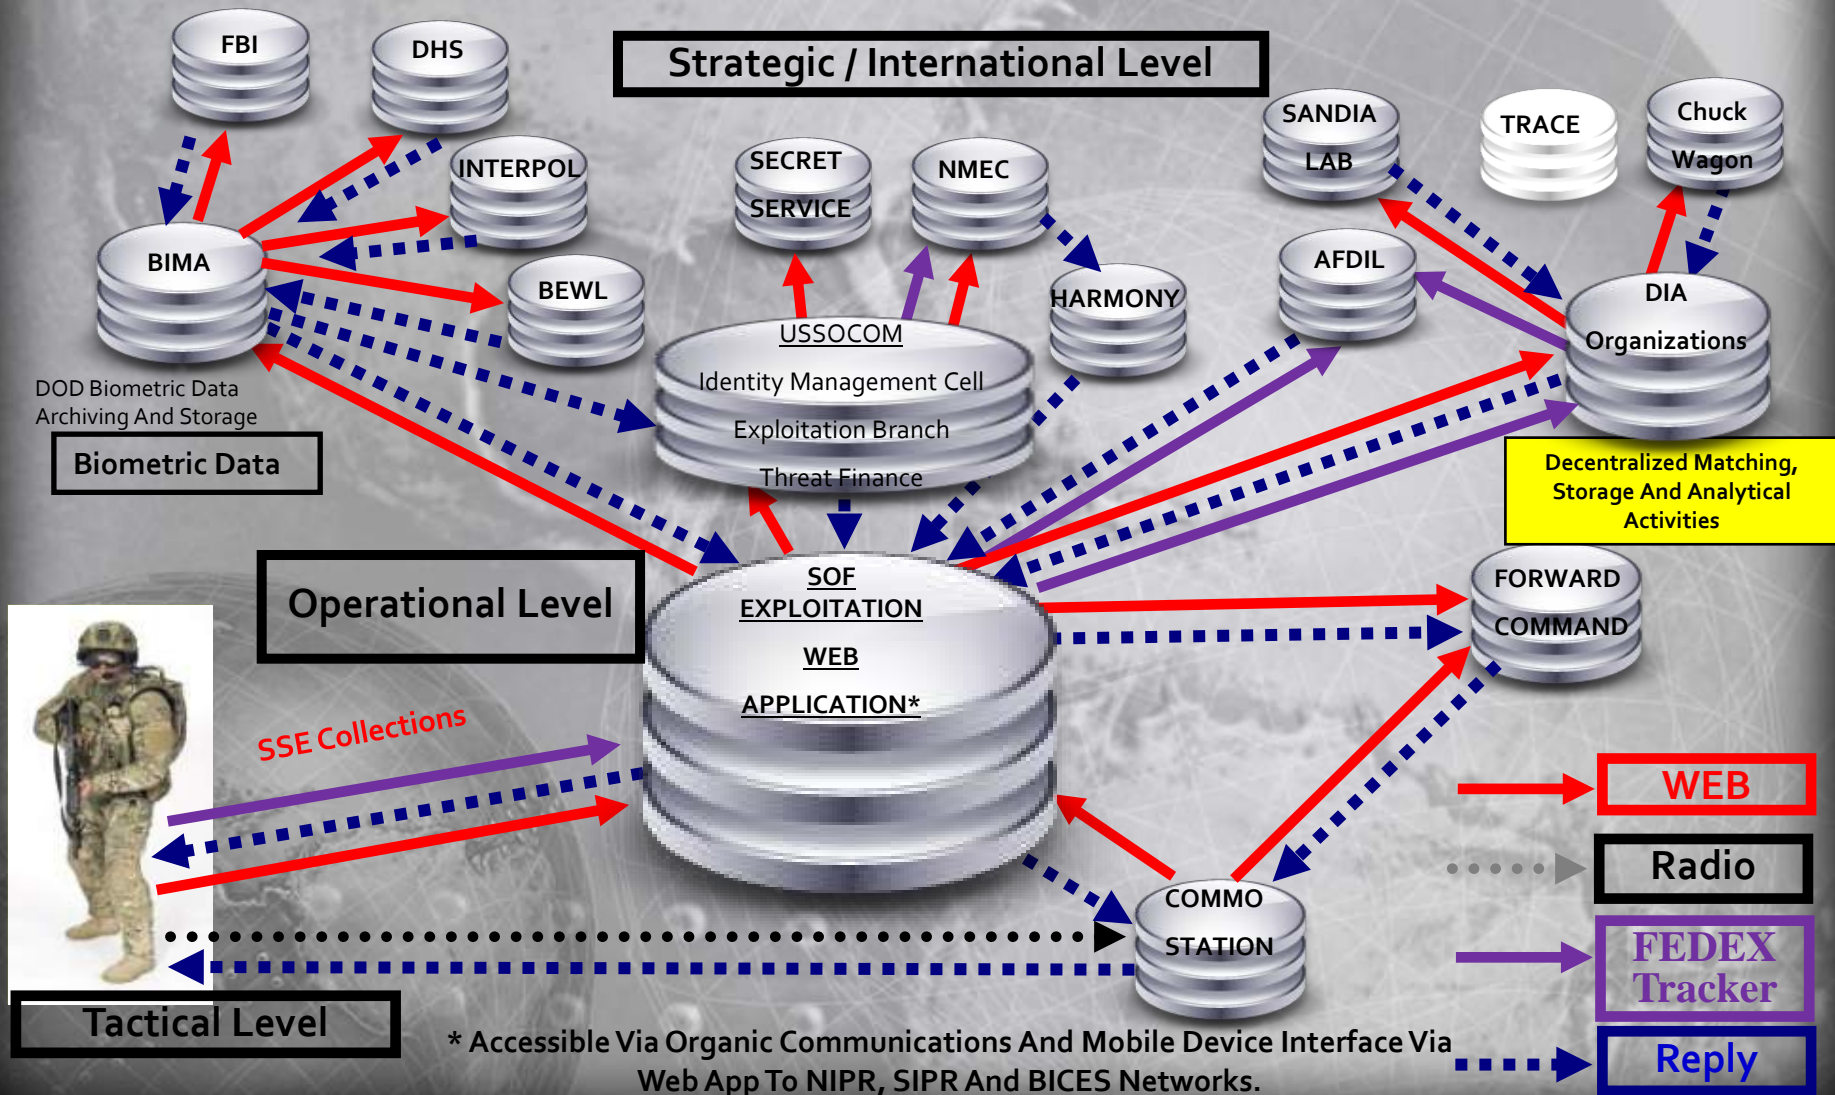 FBI
DHS
Strategic / International Level
SANDIA
LAB
TRACE
Chuck
Wagon
INTERPOL
SECRET
SERVICE
NMEC
BIMA
BEWL
HARMONY
AFDIL
DIA
Organizations
USSOCOM
Identity Management Cell
Exploitation Branch
Threat Finance
DOD Biometric Data
Archiving And Storage
Biometric Data
Decentralized Matching,
Storage And Analytical
Activities
Operational Level
SOF
EXPLOITATION
WEB
APPLICATION*
FORWARD
COMMAND
SSE Collections
WEB
Radio
COMMO
STATION
FEDEX
Tracker
Tactical Level
* Accessible Via Organic Communications And Mobile Device Interface Via
Web App To NIPR, SIPR And BICES Networks.
Reply